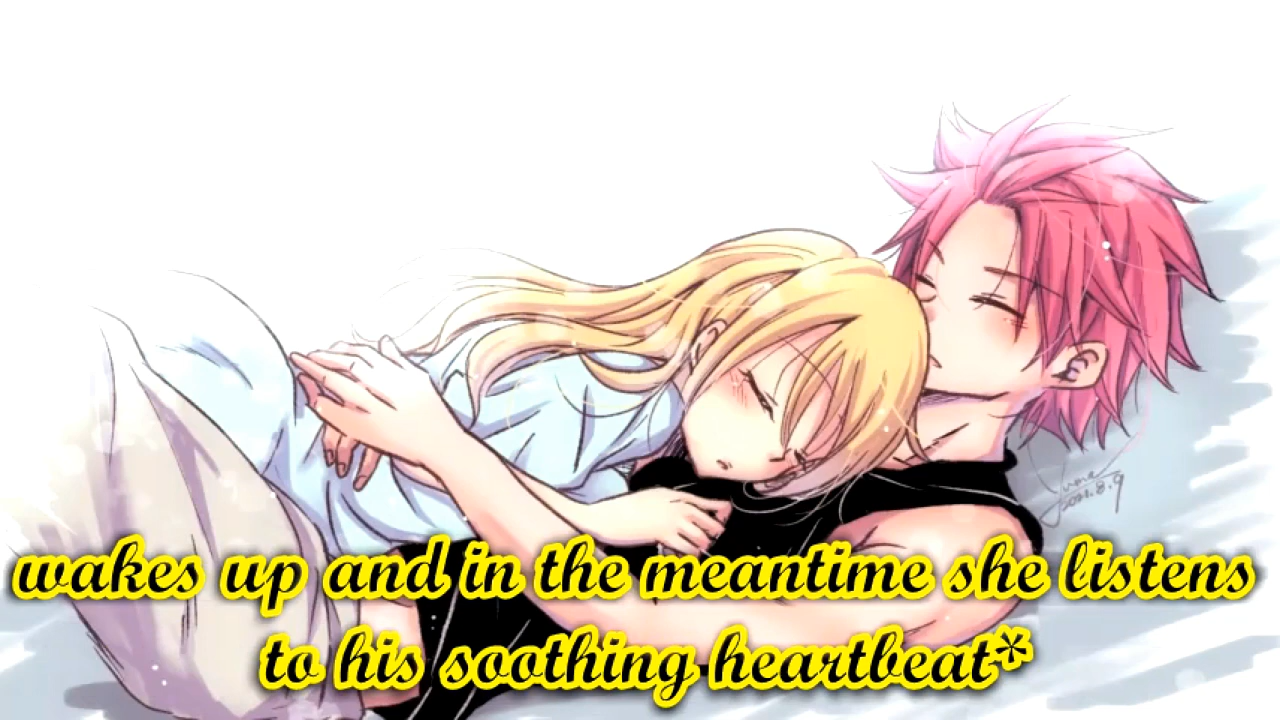 wakes up and in the meantime she listens
to his soothing heartbeat*